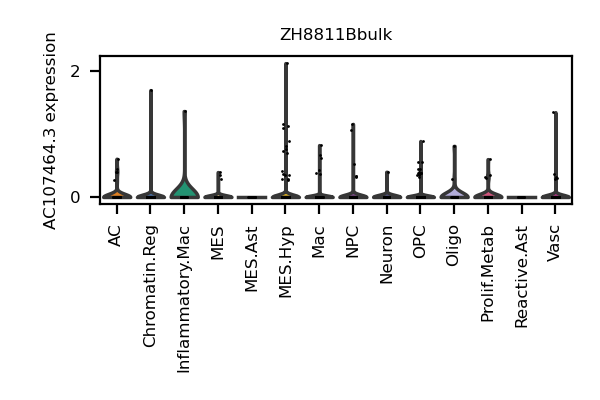 ZH8811Bbulk
AC107464.3 expression
2
0
AC
Chromatin.Reg
Inflammatory.Mac
MES
MES.Ast
MES.Hyp
Mac
NPC
Neuron
OPC
Oligo
Prolif.Metab
Reactive.Ast
Vasc